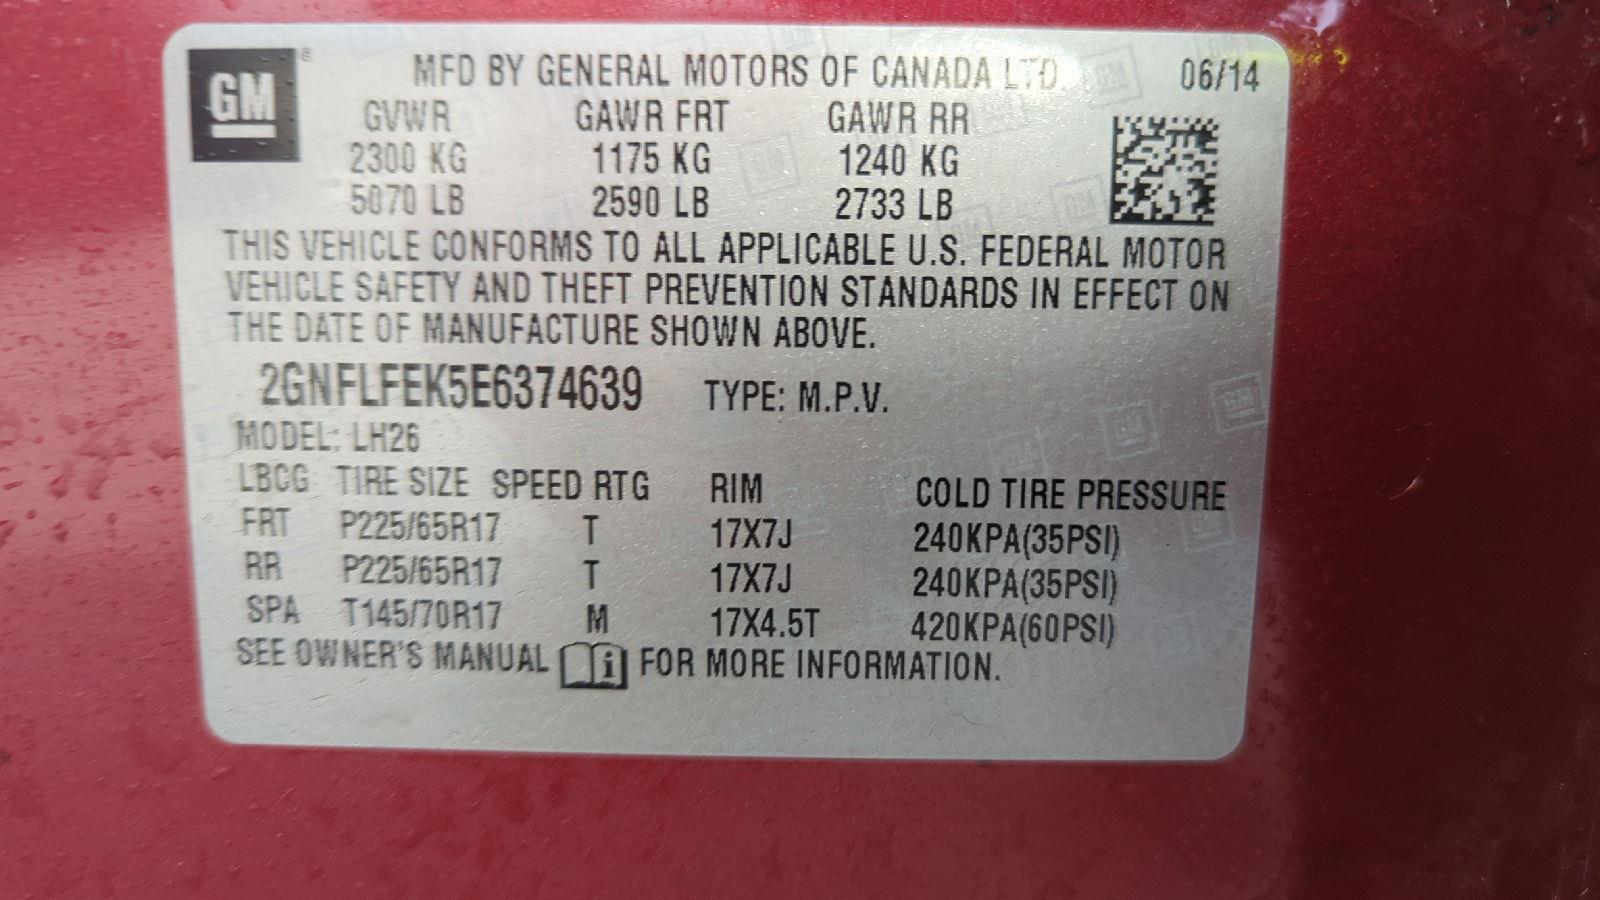 GM ® MFD BY GENERAL MOTORS OF CANADA LTD. 06/14
GVWR GAWR FRT GAWR RR
2300 KG 1175 KG 1240 KG
5070 LB 2590 LB 2733 LB
THIS VEHICLE CONFORMS TO ALL APPLICABLE U.S. FEDERAL MOTOR
VEHICLE SAFETY AND THEFT PREVENTION STANDARDS IN EFFECT ON
THE DATE OF MANUFACTURE SHOWN ABOVE.
2GNFLFEK5E6374639 TYPE: M.P.V.
MODEL: LH26
LBCG TIRE SIZE SPEED RTG RIM COLD TIRE PRESSURE
FRT P225/65R17 T 17X7J 240KPA(35PSI)
RR P225/65R17 T 17X7J 240KPA(35PSI)
SPA T145/70R17 M 17X4.5T 420KPA(60PSI)
SEE OWNER'S MANUAL i FOR MORE INFORMATION.